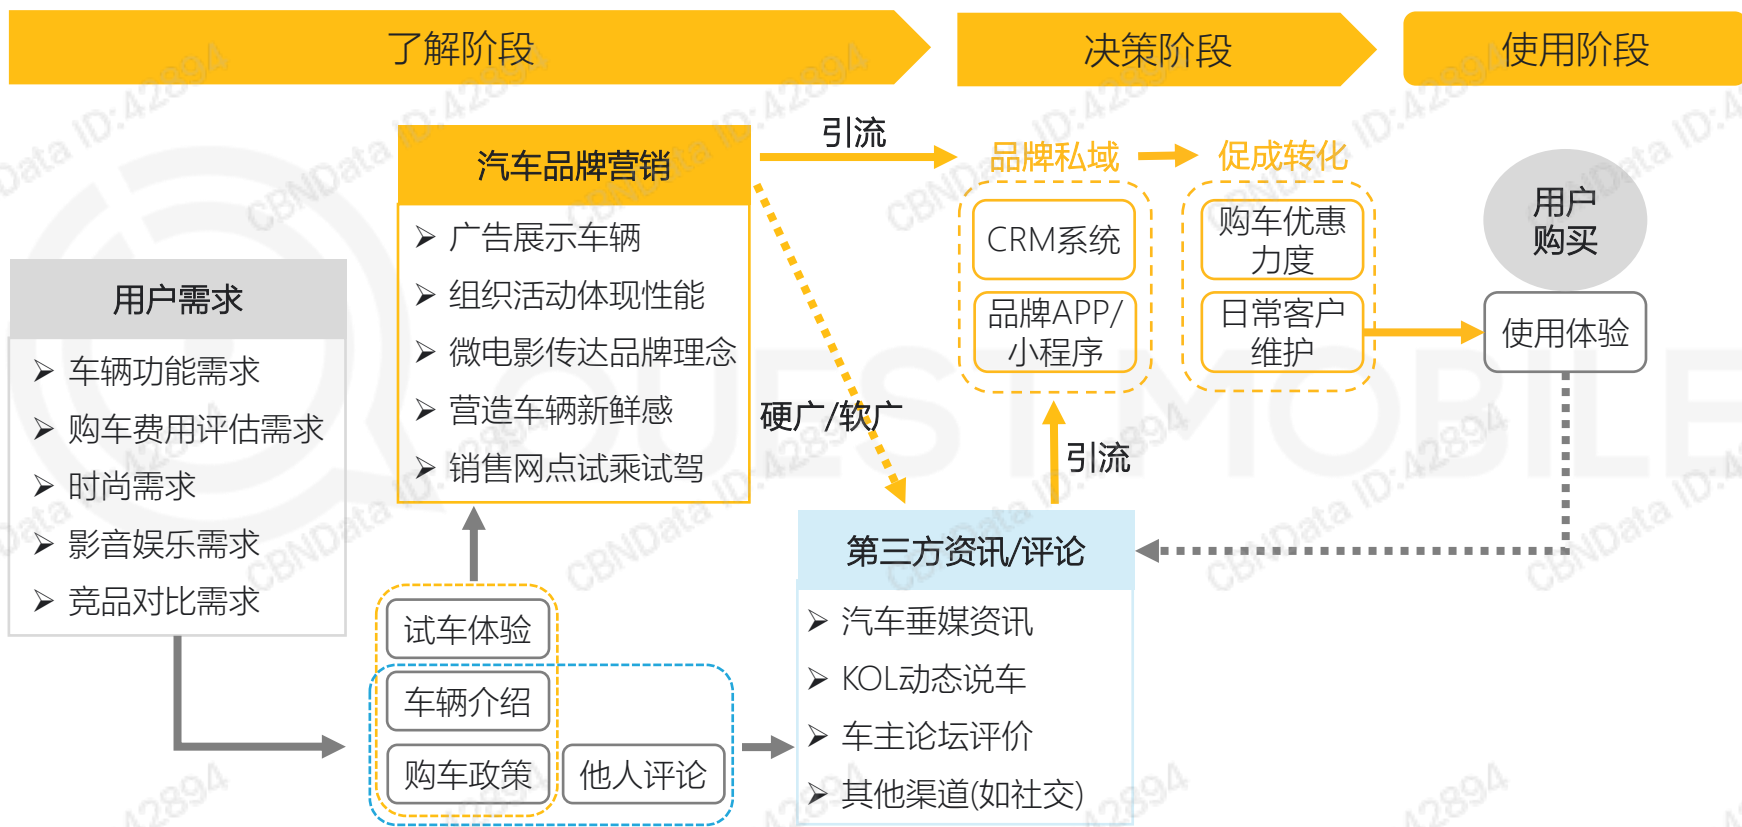 了解阶段
决策阶段
使用阶段
用户需求
➢ 车辆功能需求
➢ 购车费用评估需求
➢ 时尚需求
➢ 影音娱乐需求
➢ 竞品对比需求
汽车品牌营销
➢ 广告展示车辆
➢ 组织活动体现性能
➢ 微电影传达品牌理念
➢ 营造车辆新鲜感
➢ 销售网点试乘试驾
试车体验
车辆介绍
购车政策
他人评论
引流
硬广/软广
第三方资讯/评论
➢ 汽车垂媒资讯
➢ KOL动态说车
➢ 车主论坛评价
➢ 其他渠道(如社交)
引流
品牌私域
CRM系统
品牌APP/
小程序
促成转化
购车优惠
力度
日常客户
维护
用户
购买
使用体验
QUESTMOBILE
CBNData ID:42894